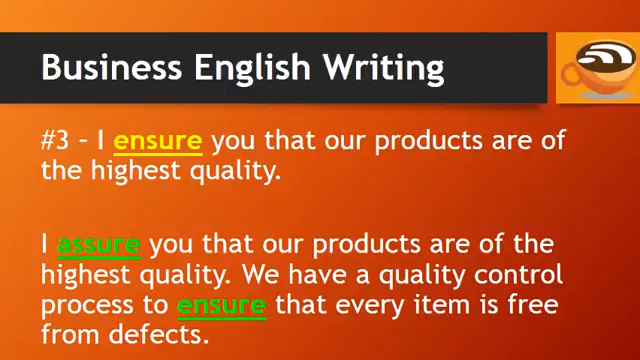 Business English Writing
#3 – I ensure you that our products are of
the highest quality.
I assure you that our products are of the
highest quality. We have a quality control
process to ensure that every item is free
from defects.